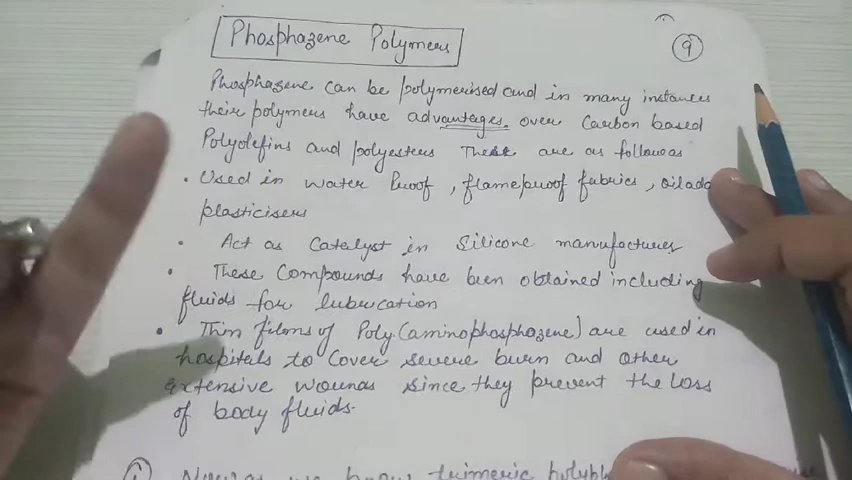 Phosphazene Polymers
9
Phosphazene can be polymerised and in many instances
their polymers have advantages over Carbon based
Polyolefins and polyesters These are as followeas
• Used in water Proof, flameproof fabrics,
plasticisers
• Act as Catalyst in Silicone manufactures
• These Compounds have been obtained including
fluids for lubrication
• Thin films of Poly(aminophosphazene) are used in
hospitals to Cover severe burn and other
extensive wounds since they prevent the loss
of body fluids.
trimeric